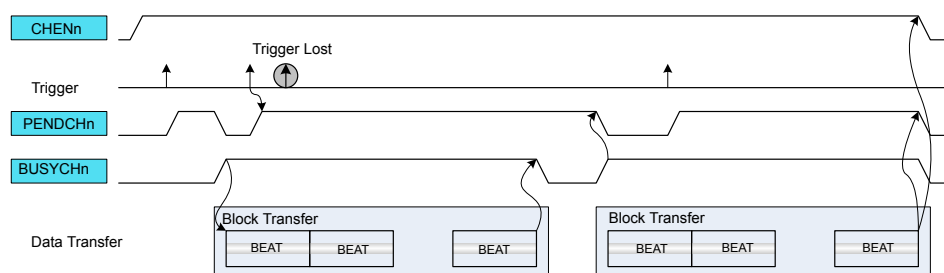 CHENn
Trigger Lost
Trigger
PENDCHn
BUSYCHn
Block Transfer
Block Transfer
Data Transfer
BEAT
BEAT
BEAT
BEAT
BEAT
BEAT